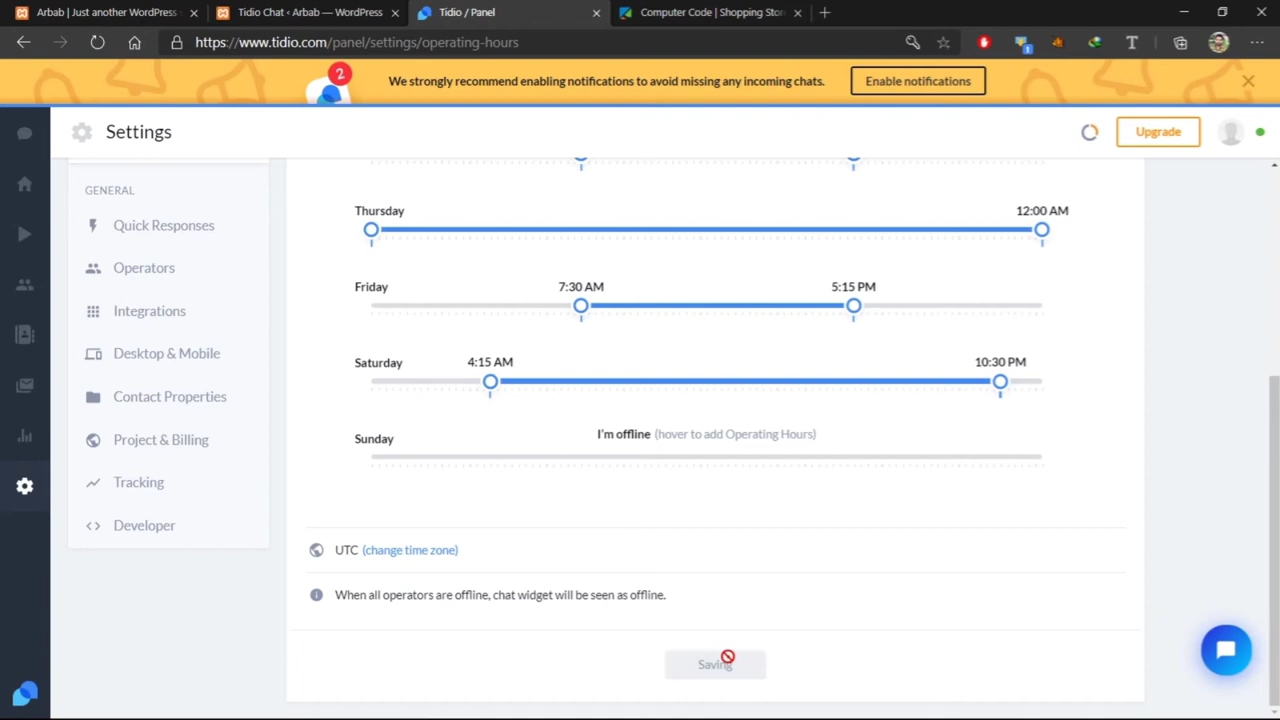 Arbab | Just another WordPress
Tidio Chat ‹ Arbab — WordPress
Tidio / Panel
Computer Code | Shopping Stor
https://www.tidio.com/panel/settings/operating-hours
1
T
2
We strongly recommend enabling notifications to avoid missing any incoming chats.
Enable notifications
Settings
Upgrade
GENERAL
Quick Responses
Operators
Integrations
Desktop & Mobile
Contact Properties
Project & Billing
Tracking
Developer
Thursday
12:00 AM
Friday
7:30 AM
5:15 PM
Saturday
4:15 AM
10:30 PM
Sunday
I'm offline (hover to add Operating Hours)
UTC (change time zone)
When all operators are offline, chat widget will be seen as offline.
Saving